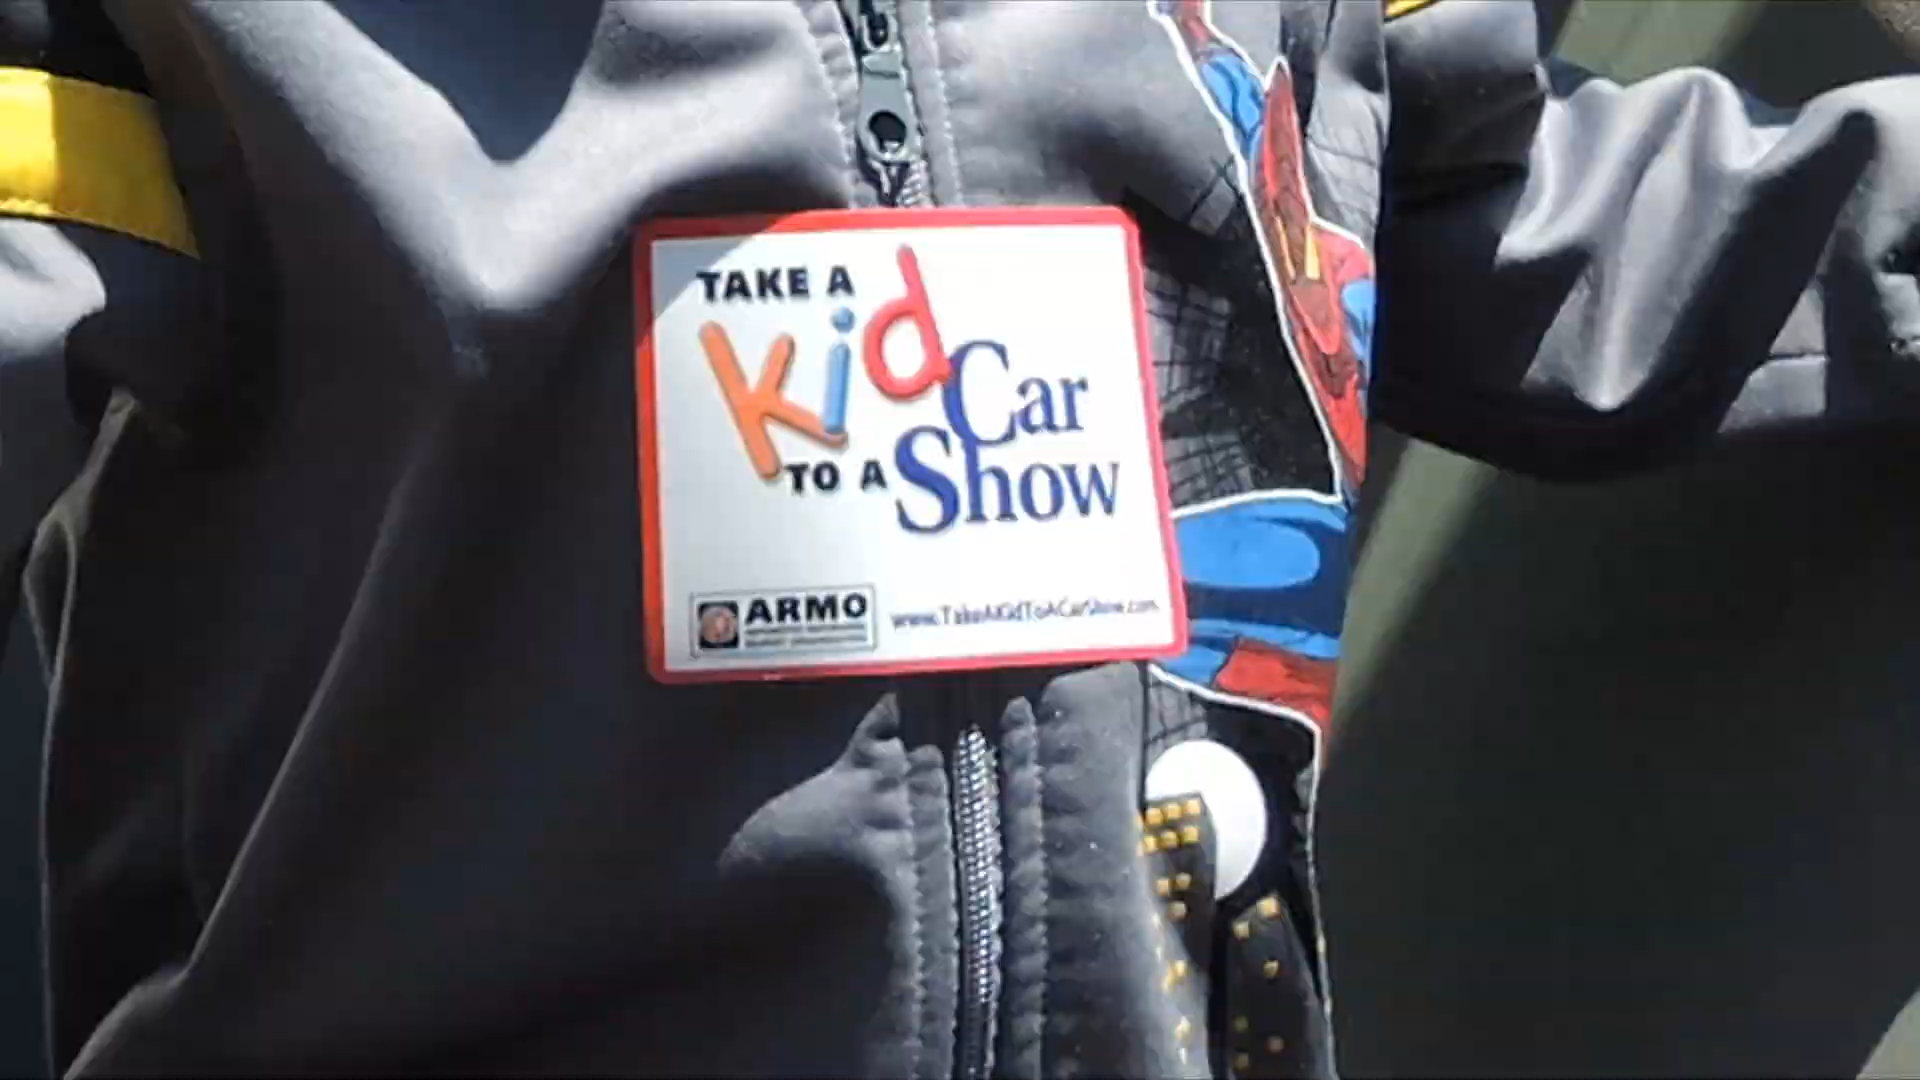 TAKE A
kid
Car
TO A Show
ARMO
www.TakeAKidToACarShow.com